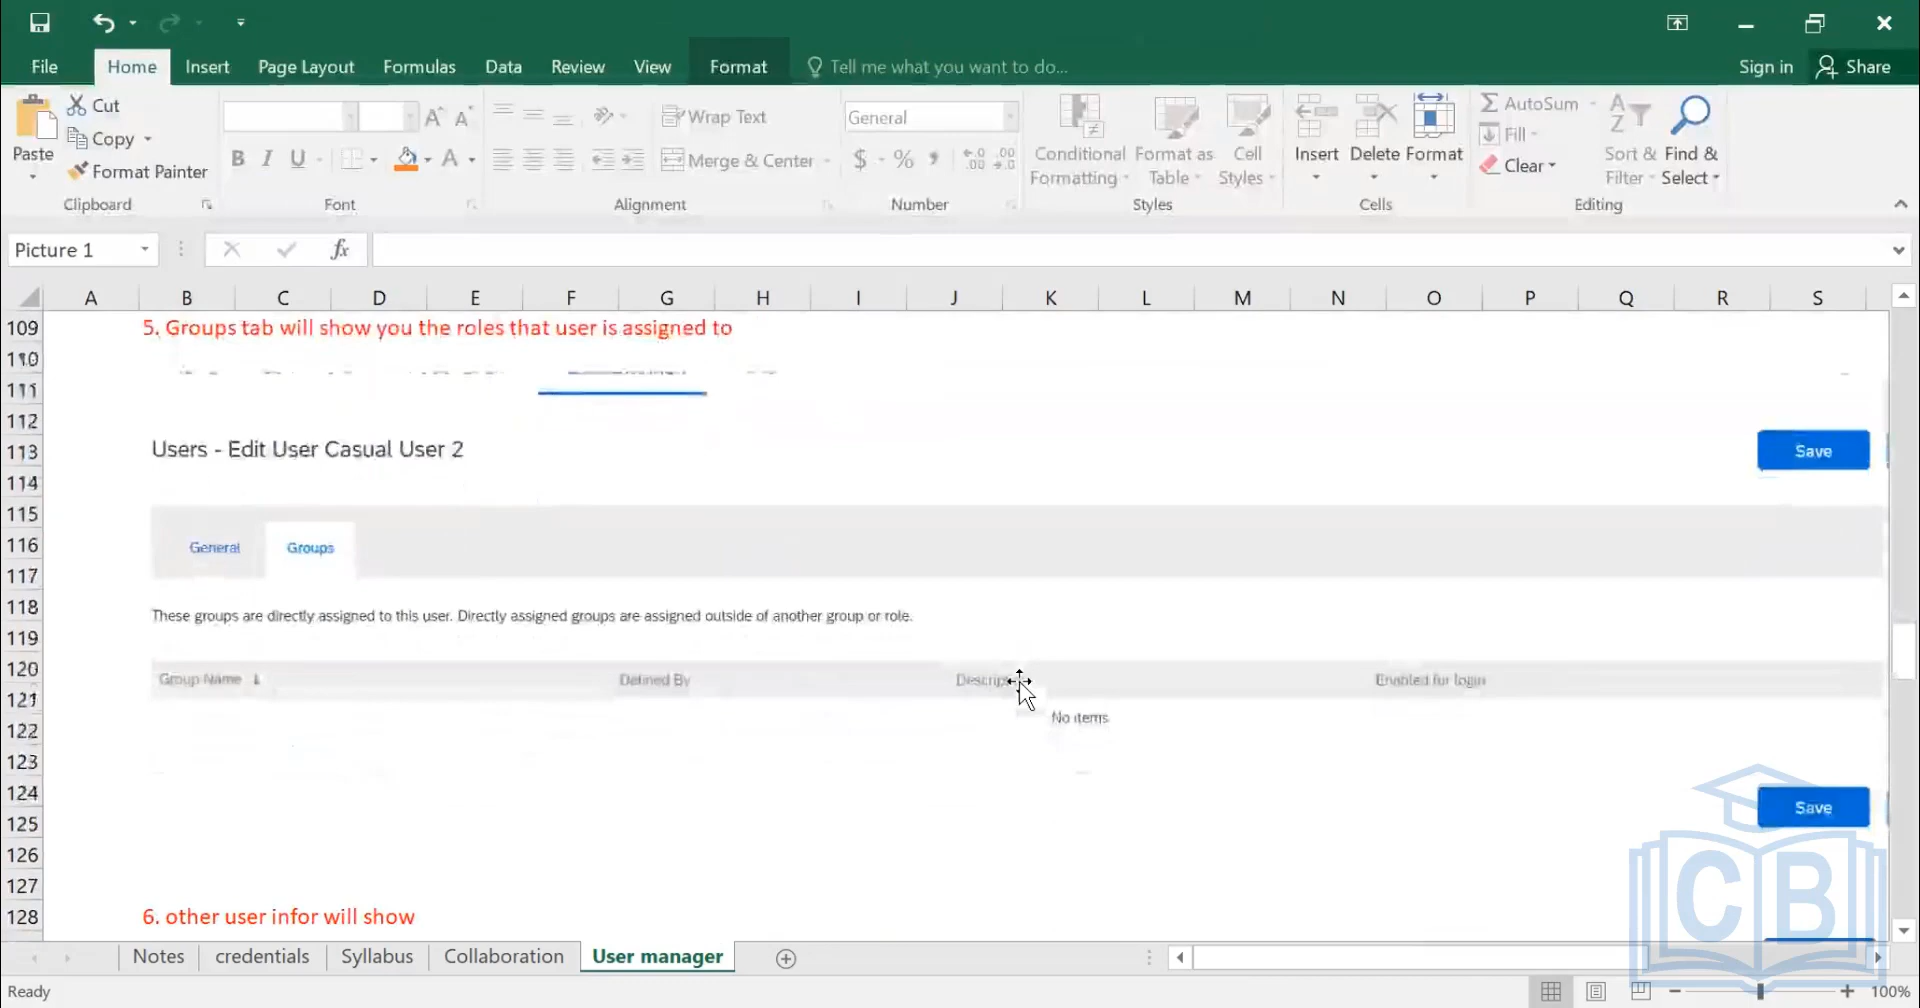 File Home Insert Page Layout Formulas Data Review View Format Tell me what you want to do... Sign in Share
Paste Cut Copy Format Painter Clipboard
B I U Font
Wrap Text Merge & Center Alignment
General $ % , Number
Conditional Formatting Format as Table Cell Styles Styles
Insert Delete Format Cells
AutoSum Fill Clear Sort & Filter Find & Select Editing
Picture 1 fx
A B C D E F G H I J K L M N O P Q R S
109 5. Groups tab will show you the roles that user is assigned to
110
111
112
113 Users - Edit User Casual User 2 Save
114
115
116 General Groups
117
118 These groups are directly assigned to this user. Directly assigned groups are assigned outside of another group or role.
119
120 Group Name Defined By Enabled for login
121
122 No items
123
124 Save
125
126
127
128 6. other user infor will show
CB
Notes credentials Syllabus Collaboration User manager
Ready 100%